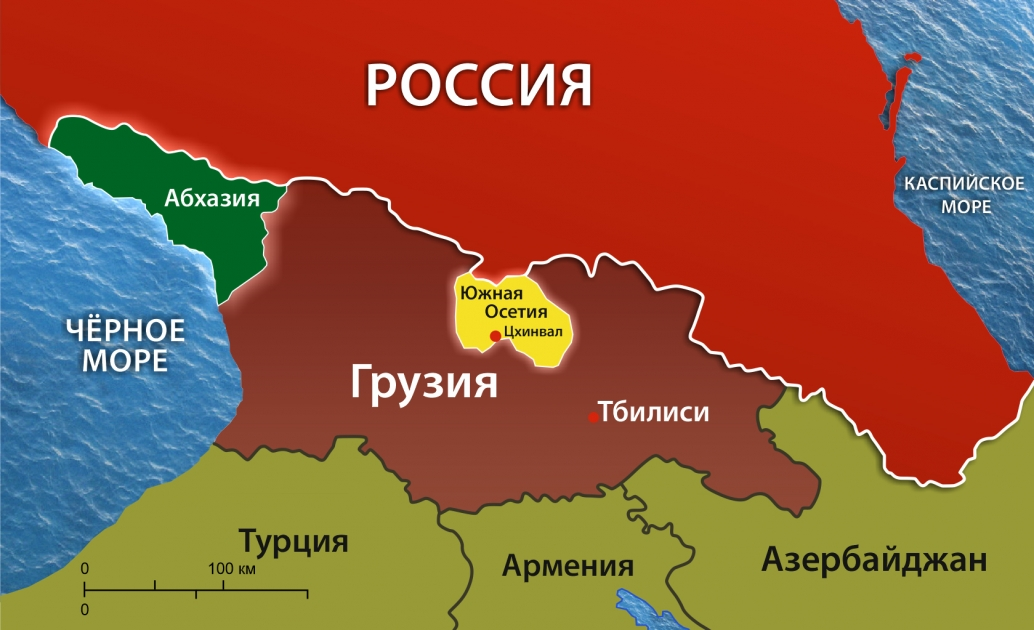 РОССИЯ
КАСПИЙСКОЕ
МОРЕ
Абхазия
Южная
Осетия
Цхинвал
ЧЁРНОЕ
МОРЕ
Грузия
Тбилиси
Турция
Армения
Азербайджан
0 100 км
0